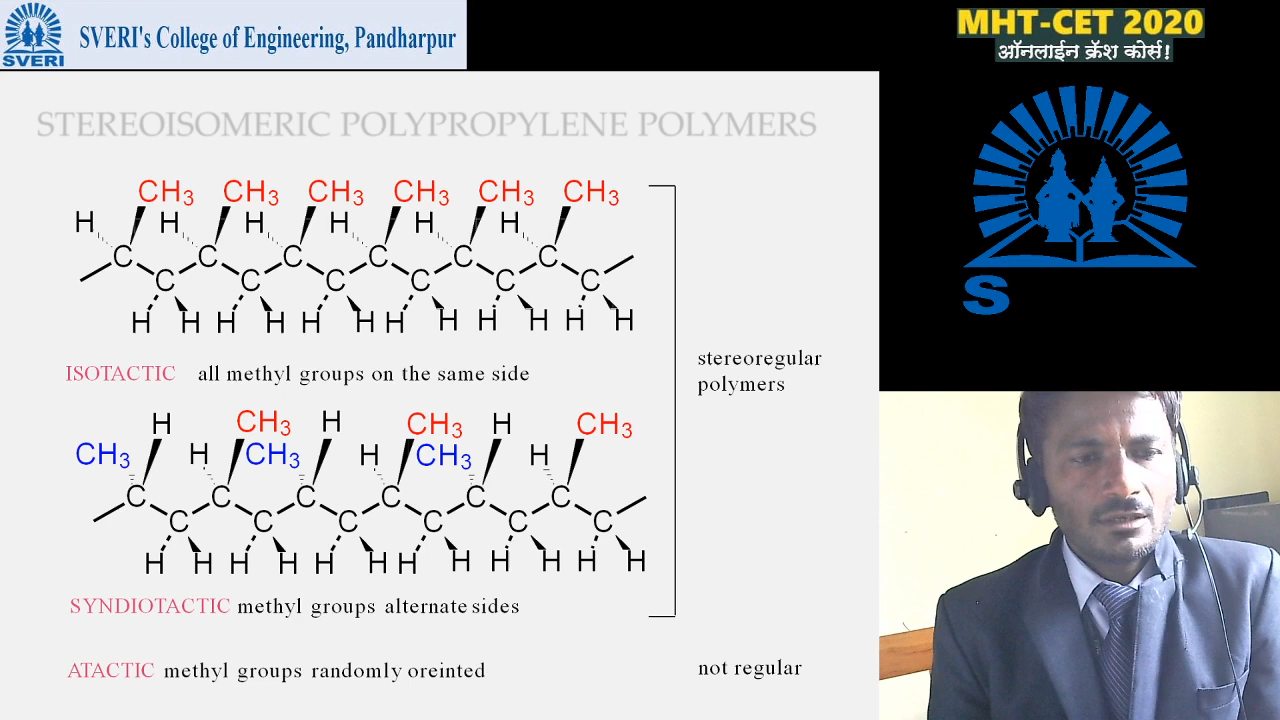 SVERI's College of Engineering, Pandharpur
SVERI
MHT-CET 2020
ऑनलाईन क्रॅश कोर्स!
S
STEREOISOMERIC POLYPROPYLENE POLYMERS
CH3 CH3 CH3 CH3 CH3 CH3
H H H H H H
C C C C C C
C C C C C C
H H H H H H H H H H H H
stereoregular
polymers
ISOTACTIC all methyl groups on the same side
H CH3 H CH3 H CH3
CH3 H CH3 H CH3 H
C C C C C C
C C C C C C
H H H H H H H H H H H H
SYNDIOTACTIC methyl groups alternate sides
ATACTIC methyl groups randomly oreinted
not regular